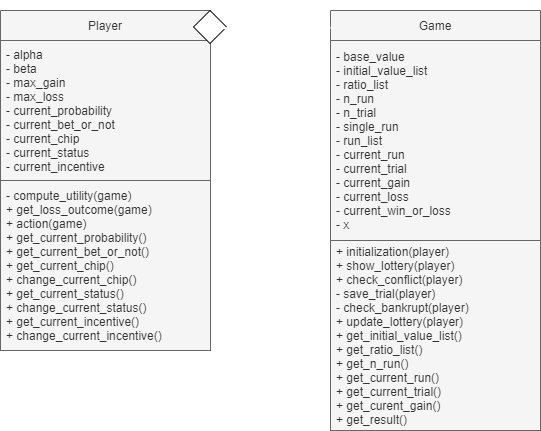 Player
- alpha
- beta
- max_gain
- max_loss
- current_probability
- current_bet_or_not
- current_chip
- current_status
- current_incentive
- compute_utility(game)
+ get_loss_outcome(game)
+ action(game)
+ get_current_probability()
+ get_current_bet_or_not()
+ get_current_chip()
+ change_current_chip()
+ get_current_status()
+ change_current_status()
+ get_current_incentive()
+ change_current_incentive()
Game
- base_value
- initial_value_list
- ratio_list
- n_run
- n_trial
- single_run
- run_list
- current_run
- current_trial
- current_gain
- current_loss
- current_win_or_loss
- x
+ initialization(player)
+ show_lottery(player)
+ check_conflict(player)
- save_trial(player)
- check_bankrupt(player)
+ update_lottery(player)
+ get_initial_value_list()
+ get_ratio_list()
+ get_n_run()
+ get_current_run()
+ get_current_trial()
+ get_curent_gain()
+ get_result()